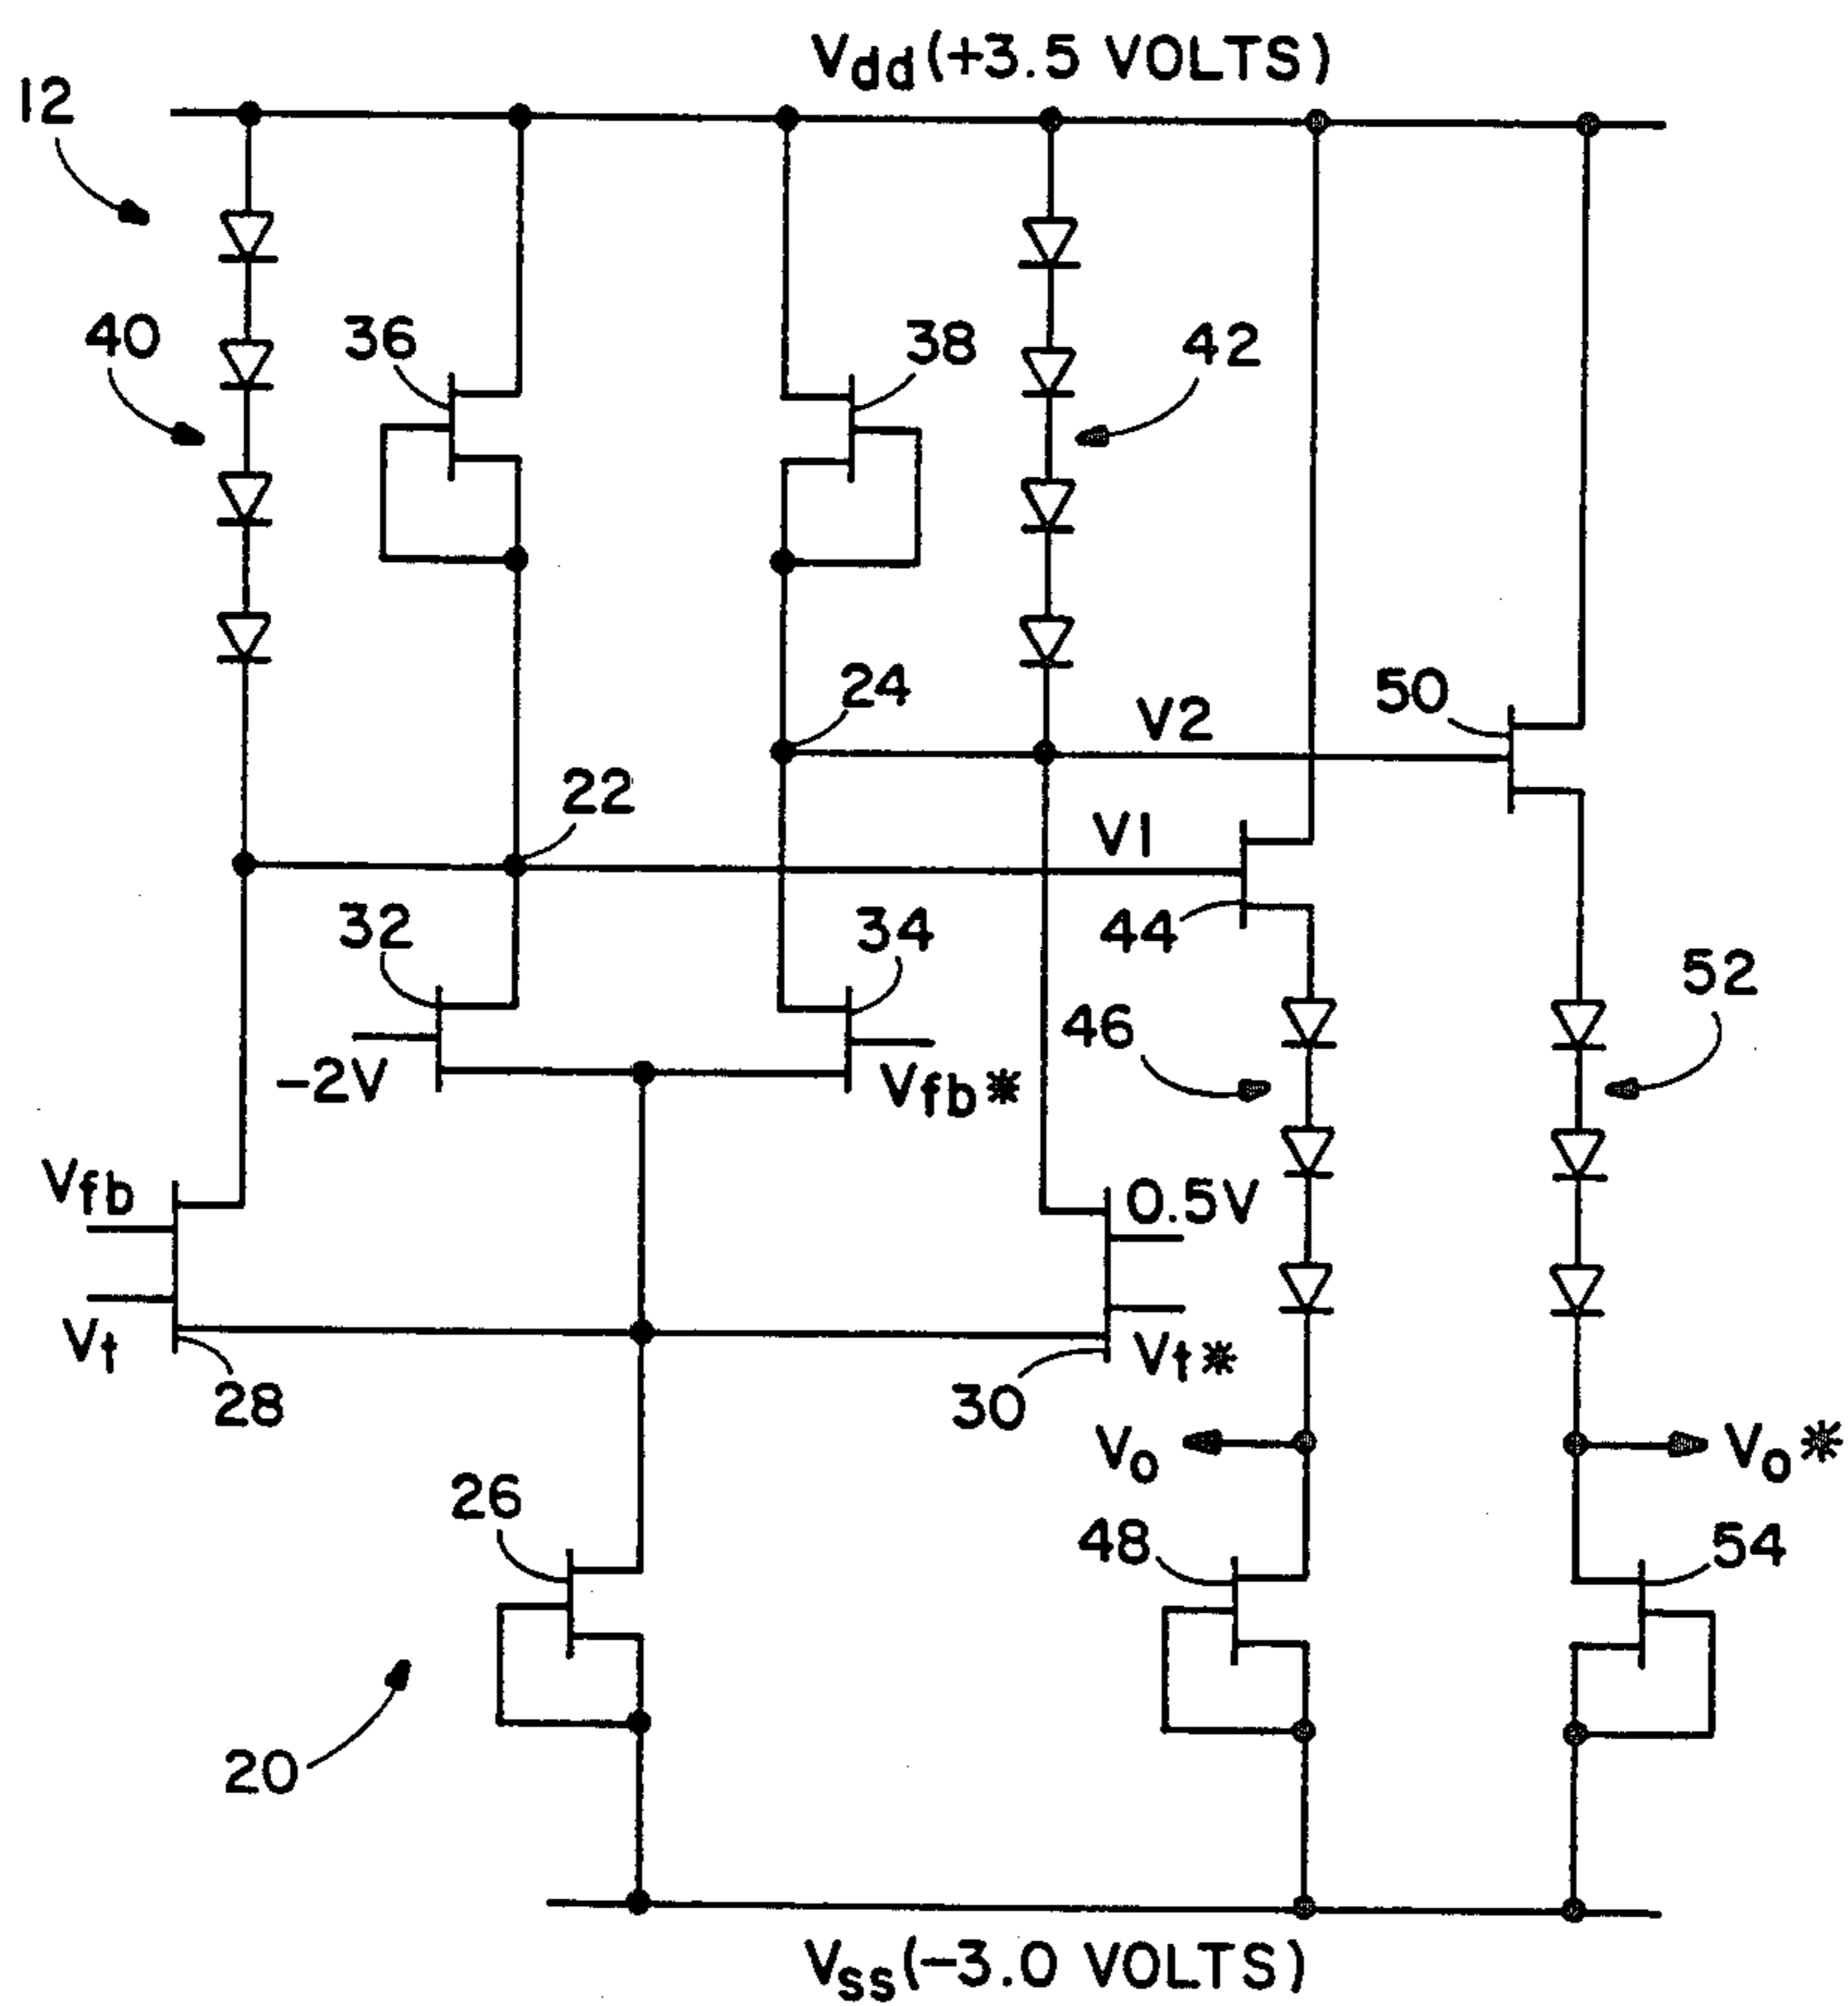 Vdd(+3.5 VOLTS)
12
40
36
38
42
24
V2
50
22
V1
32
34
44
46
52
-2V
Vfb*
Vfb
0.5V
Vt
Vt*
28
30
Vo
Vo*
26
48
54
20
Vss(-3.0 VOLTS)